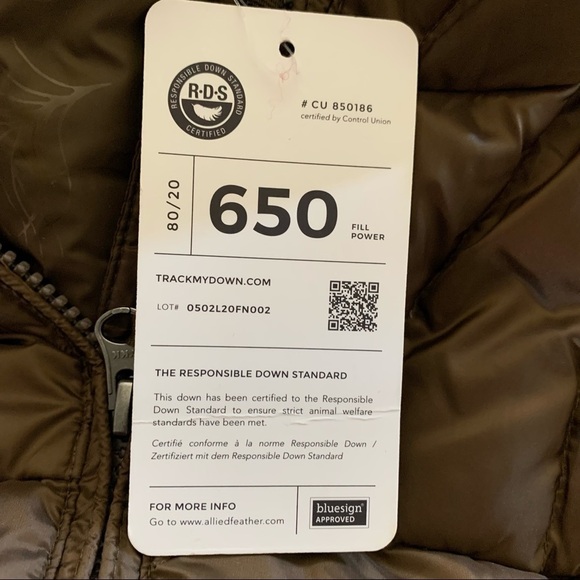 RESPONSIBLE DOWN STANDARD
R·D·S
CERTIFIED
# CU 850186
certified by Control Union
80/20
650
FILL
POWER
TRACKMYDOWN.COM
LOT# 0502L20FN002
THE RESPONSIBLE DOWN STANDARD
This down has been certified to the Responsible
Down Standard to ensure strict animal welfare
standards have been met.
Certifié conforme à la norme Responsible Down /
Zertifiziert mit dem Responsible Down Standard
FOR MORE INFO
Go to www.alliedfeather.com
bluesign®
APPROVED